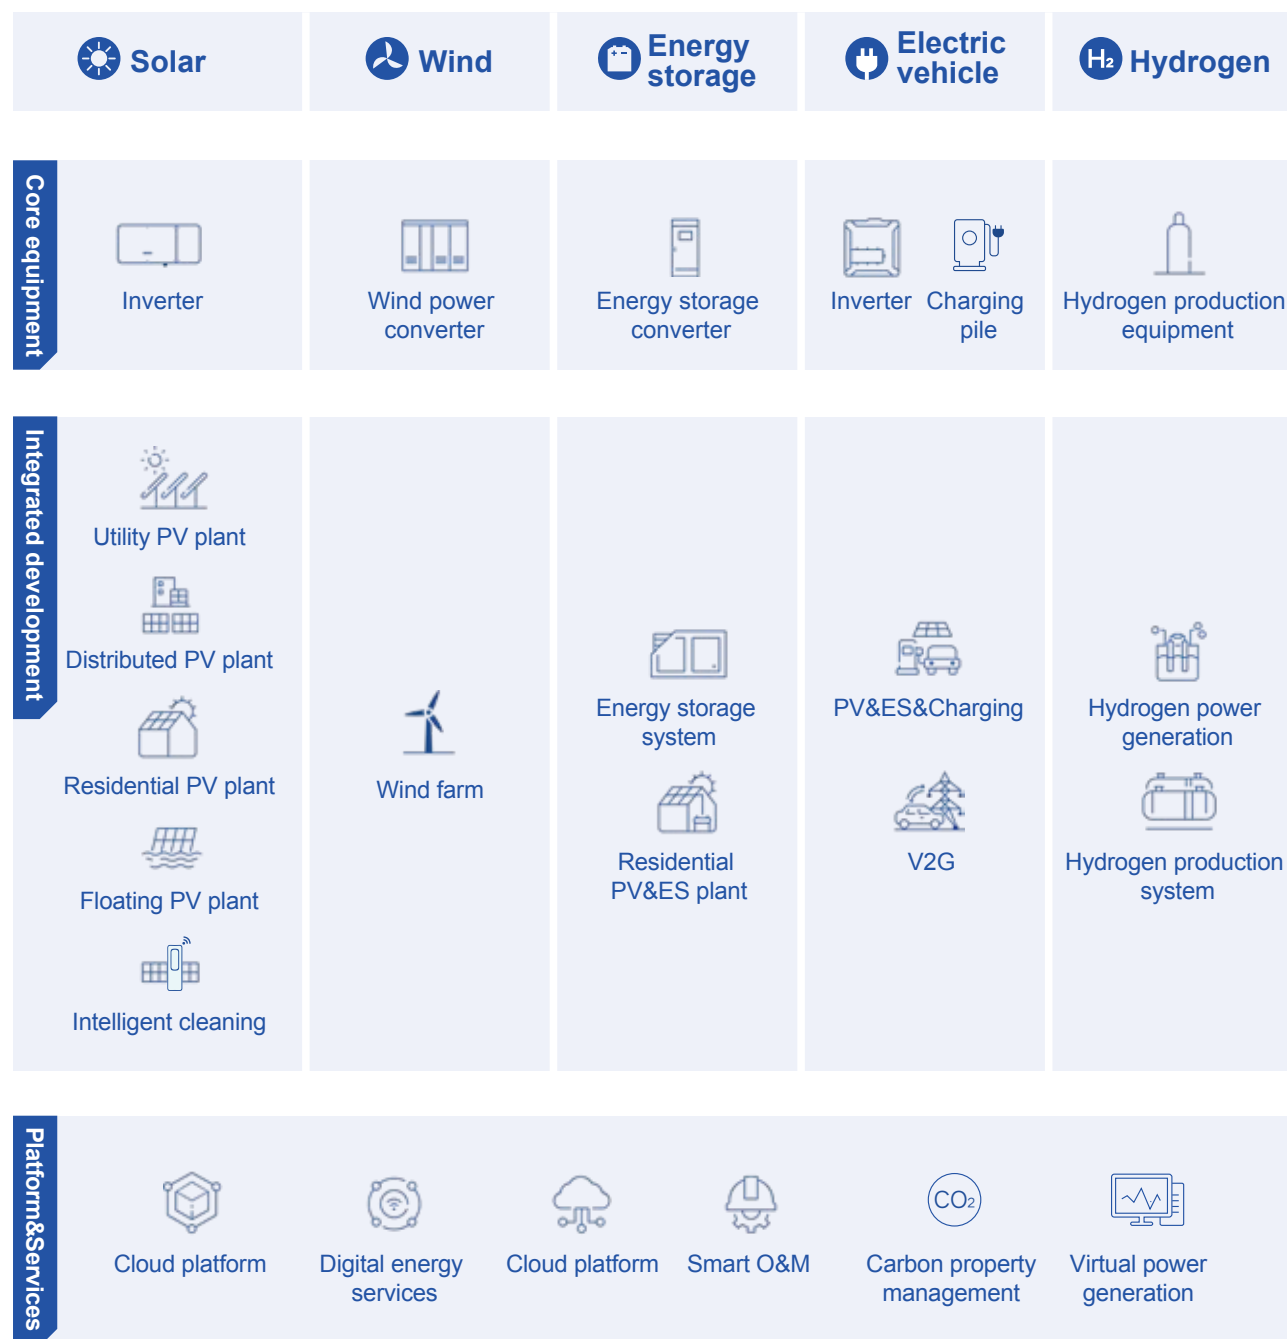 Solar
Wind
Energy
storage
Electric
vehicle
H₂ Hydrogen
Core equipment
Inverter
Wind power
converter
Energy storage
converter
Inverter
Charging
pile
Hydrogen production
equipment
Integrated development
Utility PV plant
Distributed PV plant
Residential PV plant
Floating PV plant
Intelligent cleaning
Wind farm
Energy storage
system
Residential
PV&ES plant
PV&ES&Charging
V2G
Hydrogen power
generation
Hydrogen production
system
Platform&Services
Cloud platform
Digital energy
services
Cloud platform
Smart O&M
CO₂
Carbon property
management
Virtual power
generation